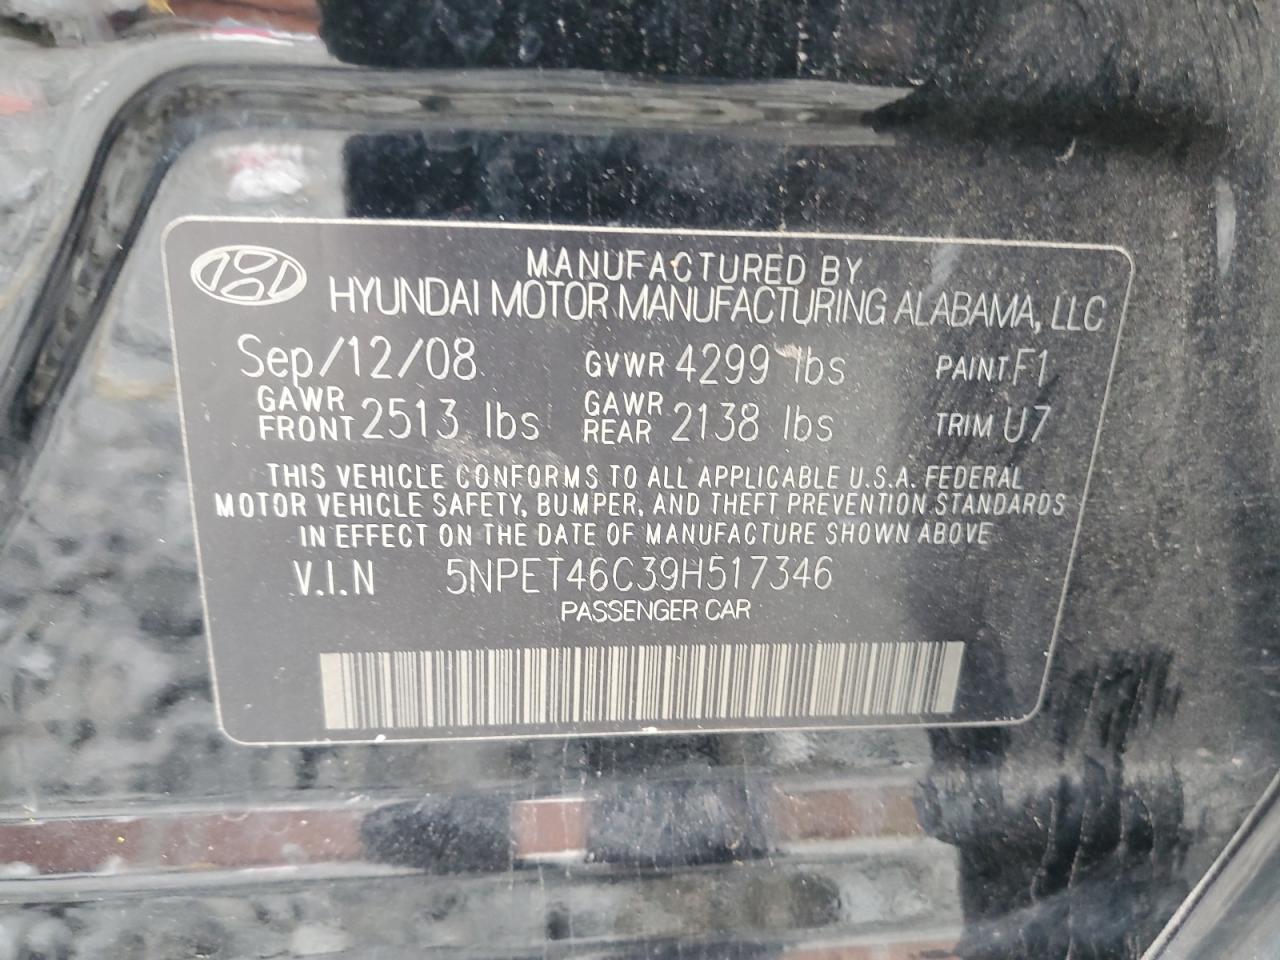 MANUFACTURED BY
HYUNDAI MOTOR MANUFACTURING ALABAMA, LLC
Sep/12/08 GVWR 4299 lbs PAINT F1
GAWR FRONT 2513 lbs GAWR REAR 2138 lbs TRIM U7
THIS VEHICLE CONFORMS TO ALL APPLICABLE U.S.A. FEDERAL
MOTOR VEHICLE SAFETY, BUMPER, AND THEFT PREVENTION STANDARDS
IN EFFECT ON THE DATE OF MANUFACTURE SHOWN ABOVE
V.I.N 5NPET46C39H517346
PASSENGER CAR